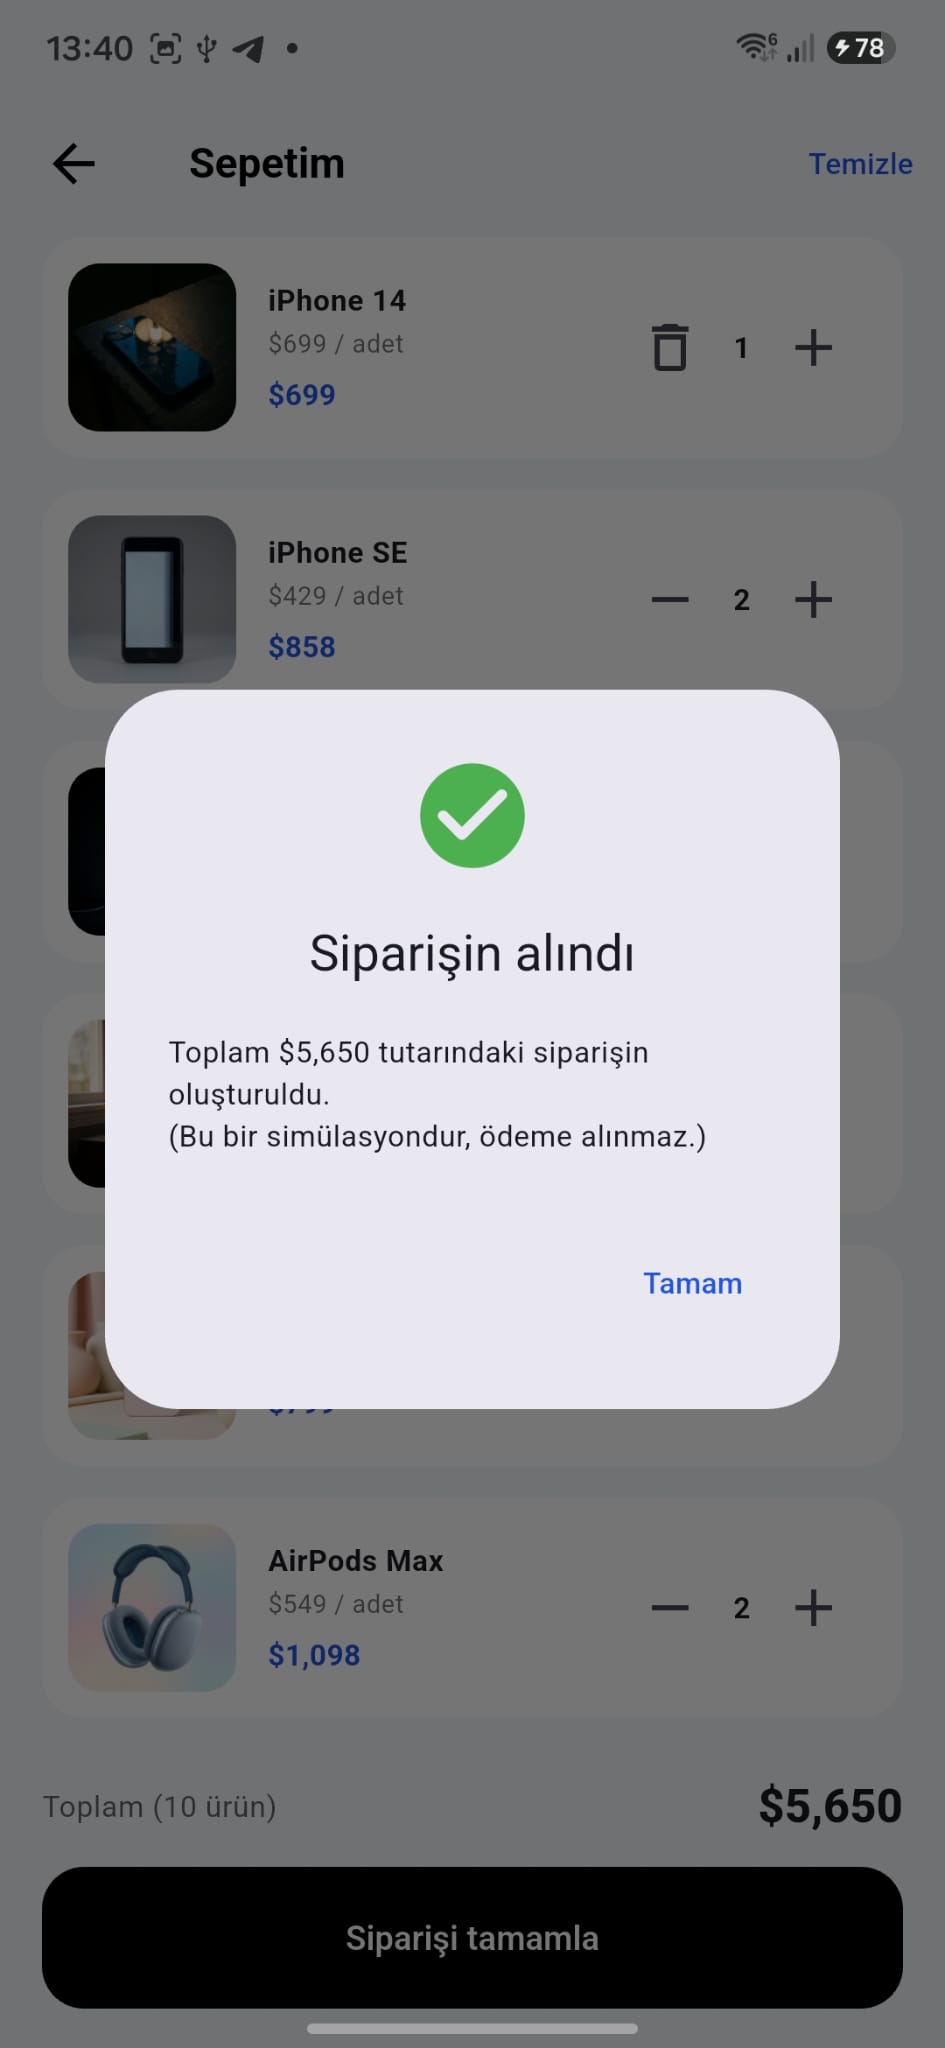 13:40
6
78
Sepetim
Temizle
iPhone 14
$699 / adet
$699
1
iPhone SE
$429 / adet
$858
2
Siparişin alındı
Toplam $5,650 tutarındaki siparişin
oluşturuldu.
(Bu bir simülasyondur, ödeme alınmaz.)
Tamam
AirPods Max
$549 / adet
$1,098
2
Toplam (10 ürün)
$5,650
Siparişi tamamla